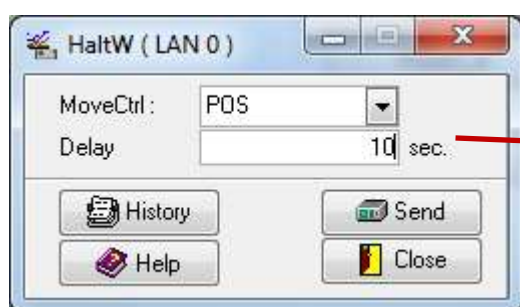 HaltW ( LAN 0 )
MoveCtrl : POS
Delay 10 sec.
History Send
Help Close